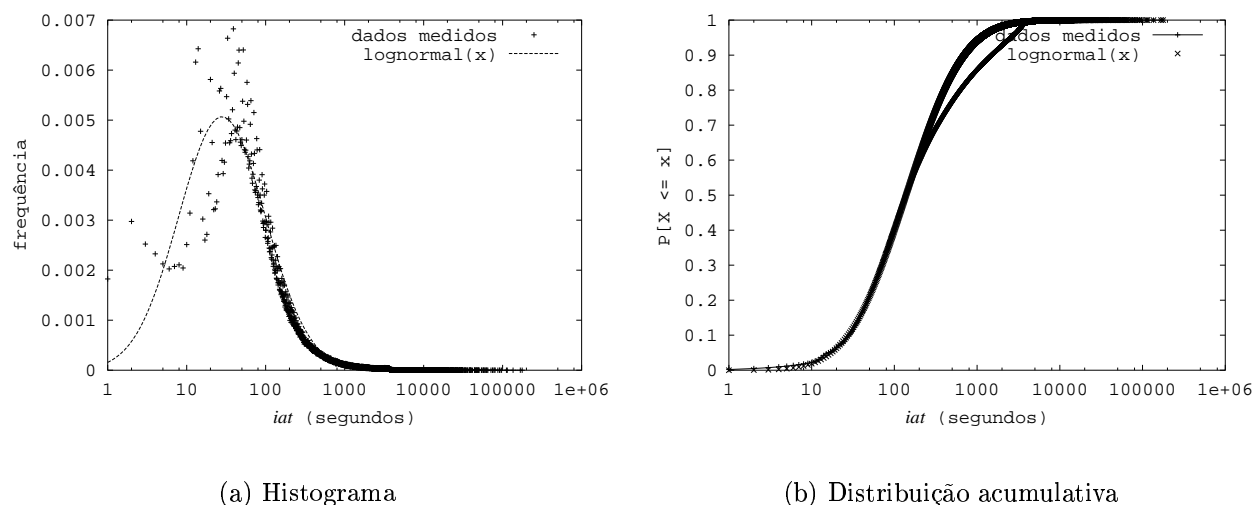 0.007
0.006
0.005
0.004
0.003
0.002
0.001
0
frequência
1 10 100 1000 10000 100000 1e+06
iat (segundos)
dados medidos
lognormal(x)
(a) Histograma
1
0.9
0.8
0.7
0.6
0.5
0.4
0.3
0.2
0.1
0
P[X <= x]
1 10 100 1000 10000 100000 1e+06
iat (segundos)
dados medidos
lognormal(x)
(b) Distribuição acumulativa